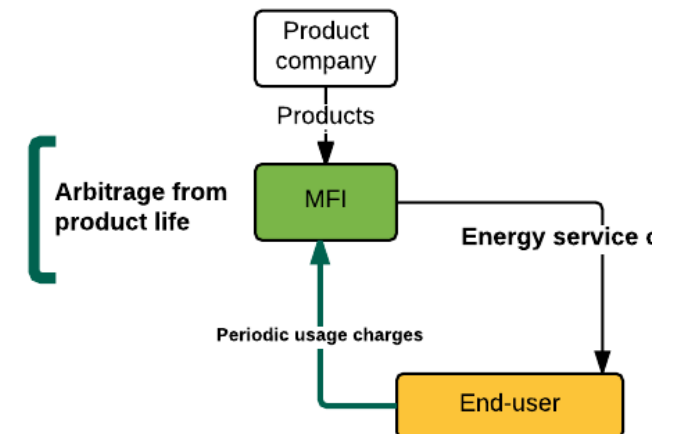 Product
company
Products
Arbitrage from
product life
MFI
Energy service
Periodic usage charges
End-user